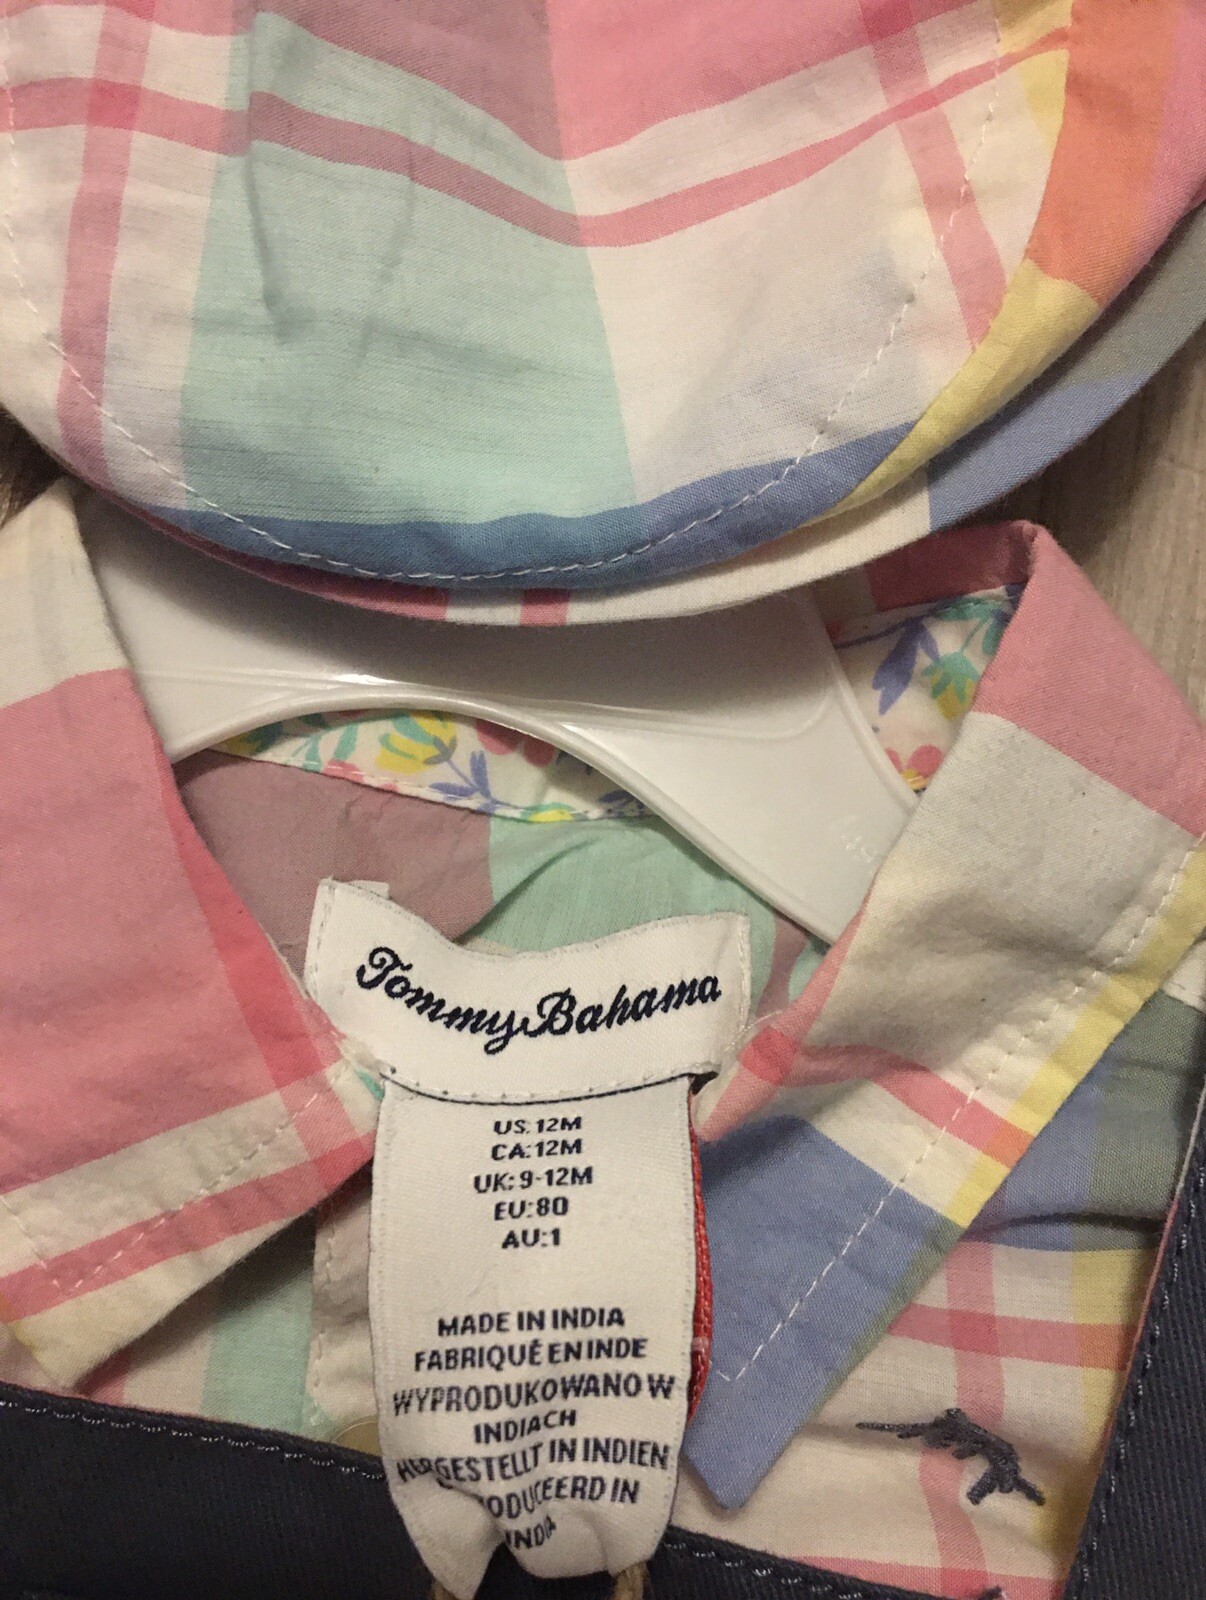 Tommy Bahama
US:12M
CA:12M
UK:9-12M
EU:80
AU:1
MADE IN INDIA
FABRIQUÉ EN INDE
WYPRODUKOWANO W
INDIACH
HERGESTELLT IN INDIEN
IN
INDIA